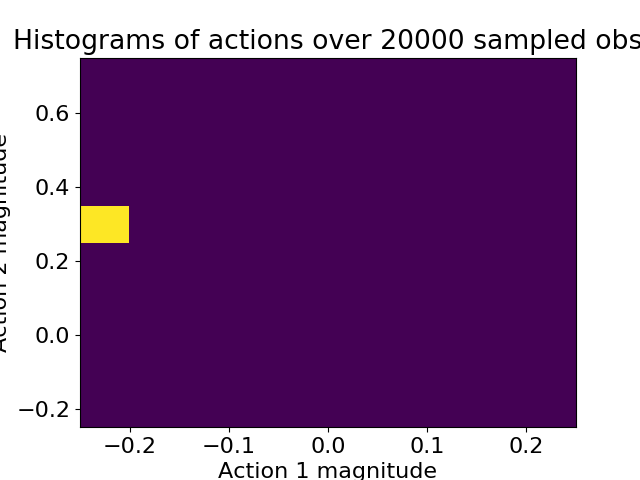 Histograms of actions over 20000 sampled obs
0.6
0.4
0.2
0.0
−0.2
Action 2 magnitude
−0.2 −0.1 0.0 0.1 0.2
Action 1 magnitude